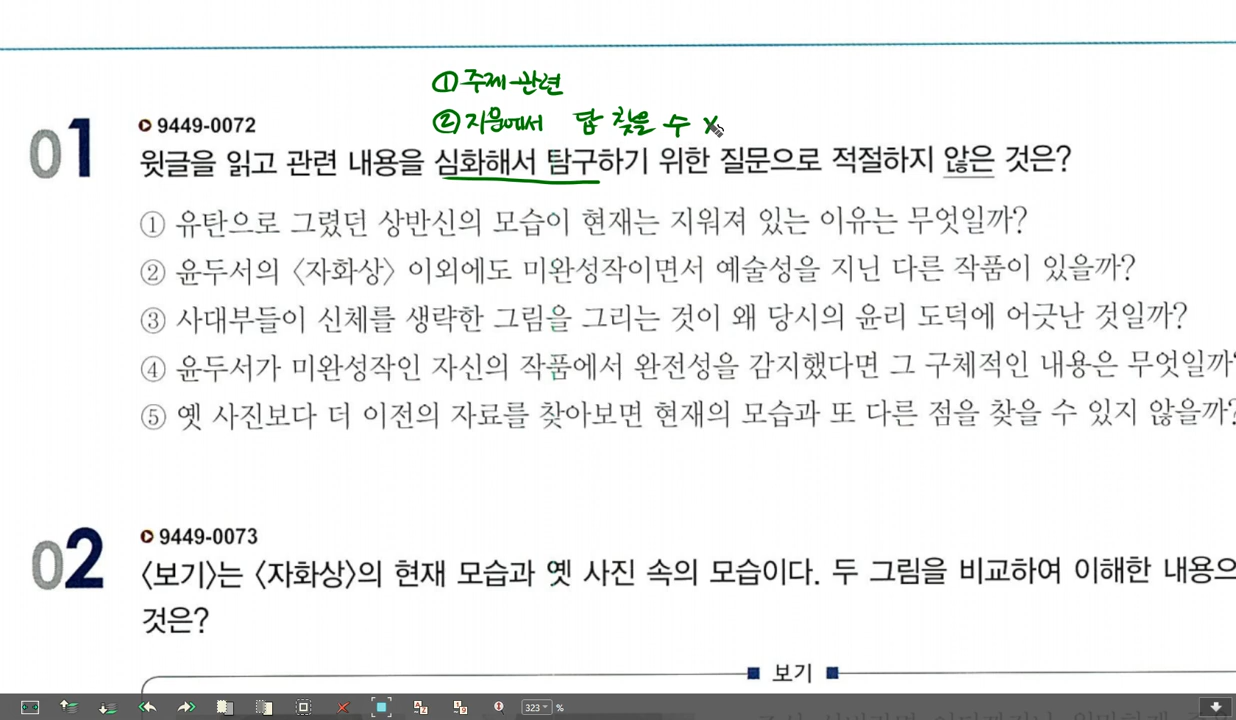 ①주제 관련
②지문에서 답 찾을 수 x
01
9449-0072
윗글을 읽고 관련 내용을 심화해서 탐구하기 위한 질문으로 적절하지 않은 것은?
① 유탄으로 그렸던 상반신의 모습이 현재는 지워져 있는 이유는 무엇일까?
② 윤두서의 〈자화상〉 이외에도 미완성작이면서 예술성을 지닌 다른 작품이 있을까?
③ 사대부들이 신체를 생략한 그림을 그리는 것이 왜 당시의 윤리 도덕에 어긋난 것일까?
④ 윤두서가 미완성작인 자신의 작품에서 완전성을 감지했다면 그 구체적인 내용은 무엇일까?
⑤ 옛 사진보다 더 이전의 자료를 찾아보면 현재의 모습과 또 다른 점을 찾을 수 있지 않을까?
02
9449-0073
〈보기〉는 〈자화상〉의 현재 모습과 옛 사진 속의 모습이다. 두 그림을 비교하여 이해한 내용으
것은?
■ 보기 ■
323 %